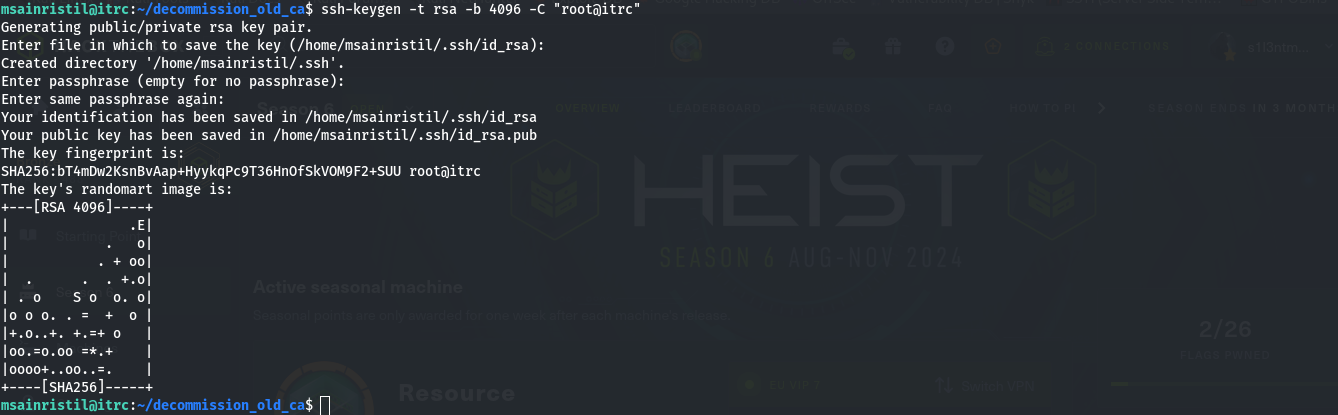 msainristil@itrc:~/decommission_old_ca$ ssh-keygen -t rsa -b 4096 -C "root@itrc"
Generating public/private rsa key pair.
Enter file in which to save the key (/home/msainristil/.ssh/id_rsa):
Created directory '/home/msainristil/.ssh'.
Enter passphrase (empty for no passphrase):
Enter same passphrase again:
Your identification has been saved in /home/msainristil/.ssh/id_rsa
Your public key has been saved in /home/msainristil/.ssh/id_rsa.pub
The key fingerprint is:
SHA256:bT4mDw2KsnBvAap+HyykqPc9T36HnOfSkVOM9F2+SUU root@itrc
The key's randomart image is:
+---[RSA 4096]----+
|              .E|
|           .   o|
|          . + oo|
|  .      .  . +.o|
| . o    S o  o. o|
|o o o. . =  +  o |
|+.o..+. +.=+ o   |
|oo.=o.oo =*.+    |
|oooo+..oo..=.    |
+----[SHA256]-----+
msainristil@itrc:~/decommission_old_ca$
2 CONNECTIONS
Season 6
OVERVIEW
LEADERBOARD
REWARDS
FAQ
SEASON ENDS IN 3 MONTH
HEIST
SEASON 6 AUG-NOV 2024
Active seasonal machine
Seasonal points are only awarded for one week after each machine's release
2/26
FLAGS OWNED
Resource